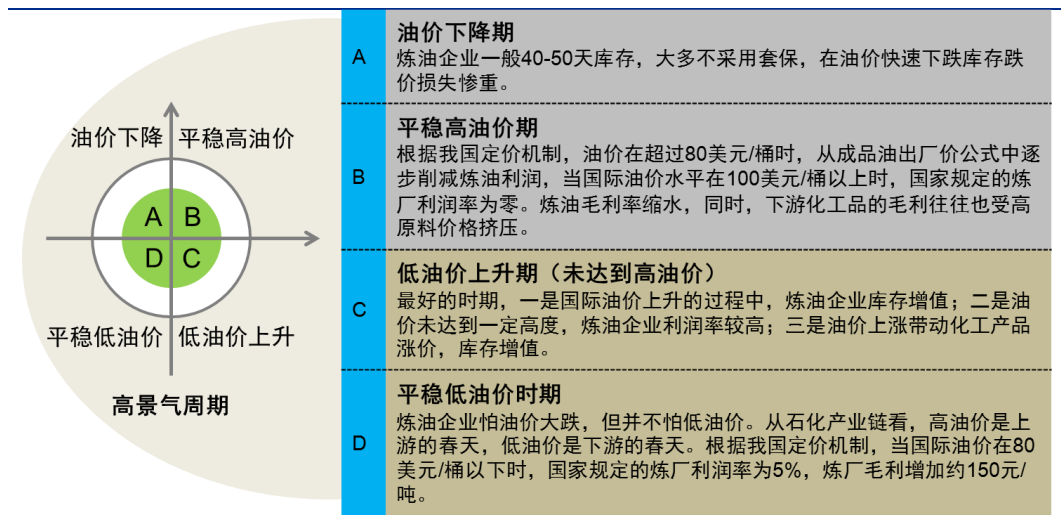 油价下降
平稳高油价
A
B
D
C
平稳低油价
低油价上升
高景气周期
A
油价下降期
炼油企业一般40-50天库存，大多不采用套保，在油价快速下跌库存跌
价损失惨重。
B
平稳高油价期
根据我国定价机制，油价在超过80美元/桶时，从成品油出厂价公式中逐
步削减炼油利润，当国际油价水平在100美元/桶以上时，国家规定的炼
厂利润率为零。炼油毛利率缩水，同时，下游化工品的毛利往往也受高
原料价格挤压。
C
低油价上升期（未达到高油价）
最好的时期，一是国际油价上升的过程中，炼油企业库存增值；二是油
价未达到一定高度，炼油企业利润率较高；三是油价上涨带动化工产品
涨价，库存增值。
D
平稳低油价时期
炼油企业怕油价大跌，但并不怕低油价。从石化产业链看，高油价是上
游的春天，低油价是下游的春天。根据我国定价机制，当国际油价在80
美元/桶以下时，国家规定的炼厂利润率为5%，炼厂毛利增加约150元/
吨。